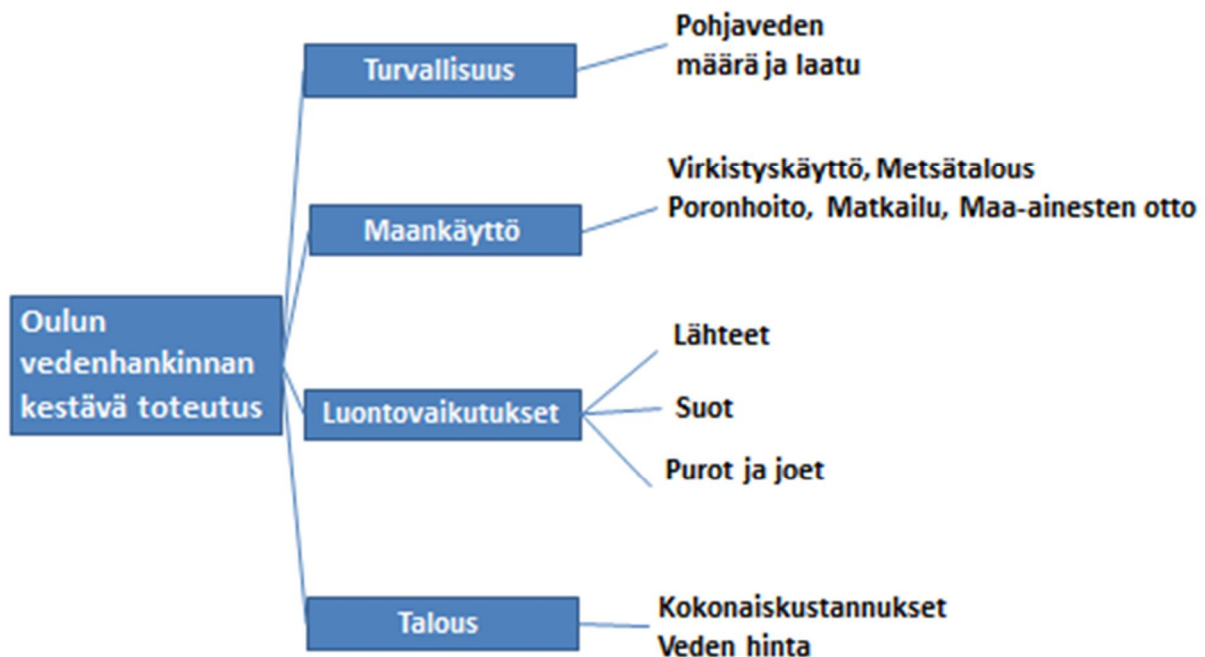 Oulun
vedenhankinnan
kestävä toteutus
Turvallisuus
Pohjaveden
määrä ja laatu
Maankäyttö
Virkistyskäyttö, Metsätalous
Poronhoito, Matkailu, Maa-ainesten otto
Luontovaikutukset
Lähteet
Suot
Purot ja joet
Talous
Kokonaiskustannukset
Veden hinta